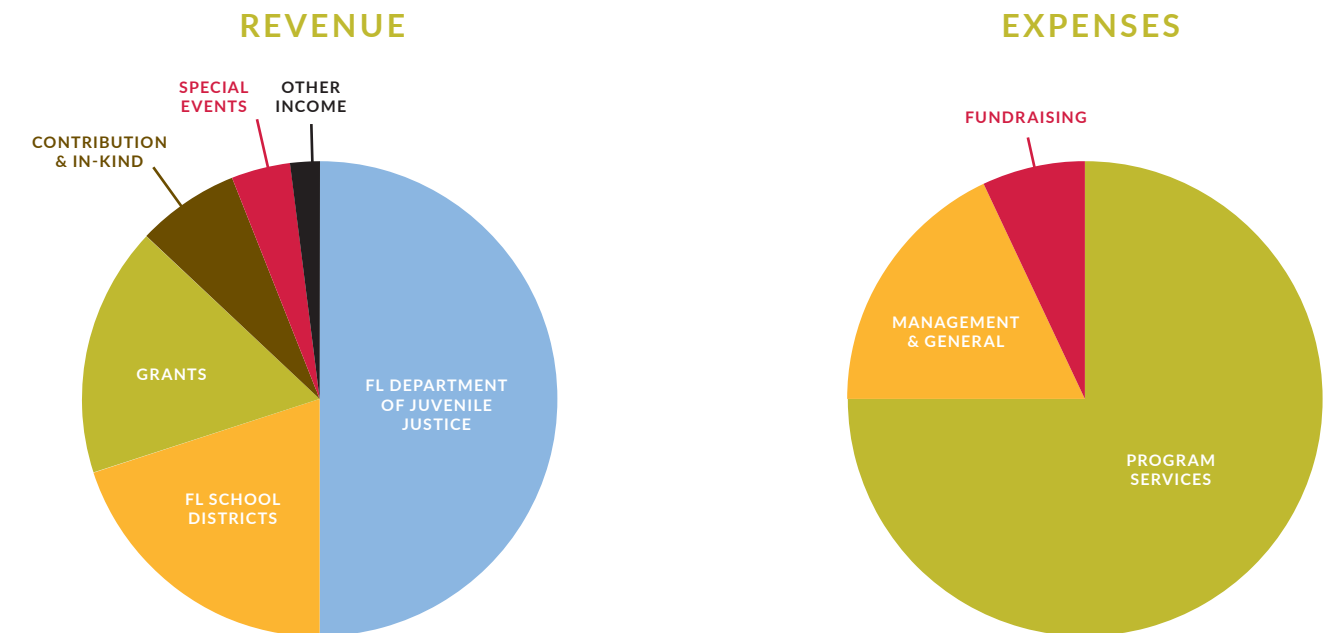 REVENUE
SPECIAL
EVENTS
OTHER
INCOME
CONTRIBUTION
& IN-KIND
GRANTS
FL DEPARTMENT
OF JUVENILE
JUSTICE
FL SCHOOL
DISTRICTS
EXPENSES
FUNDRAISING
MANAGEMENT
& GENERAL
PROGRAM
SERVICES